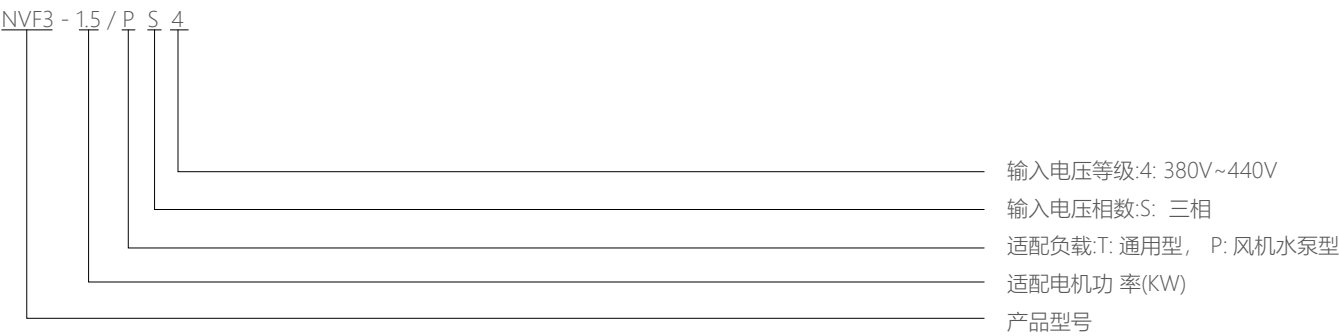 NVF3 - 1.5 / P S 4
输入电压等级:4: 380V~440V
输入电压相数:S: 三相
适配负载:T: 通用型, P: 风机水泵型
适配电机功 率(KW)
产品型号